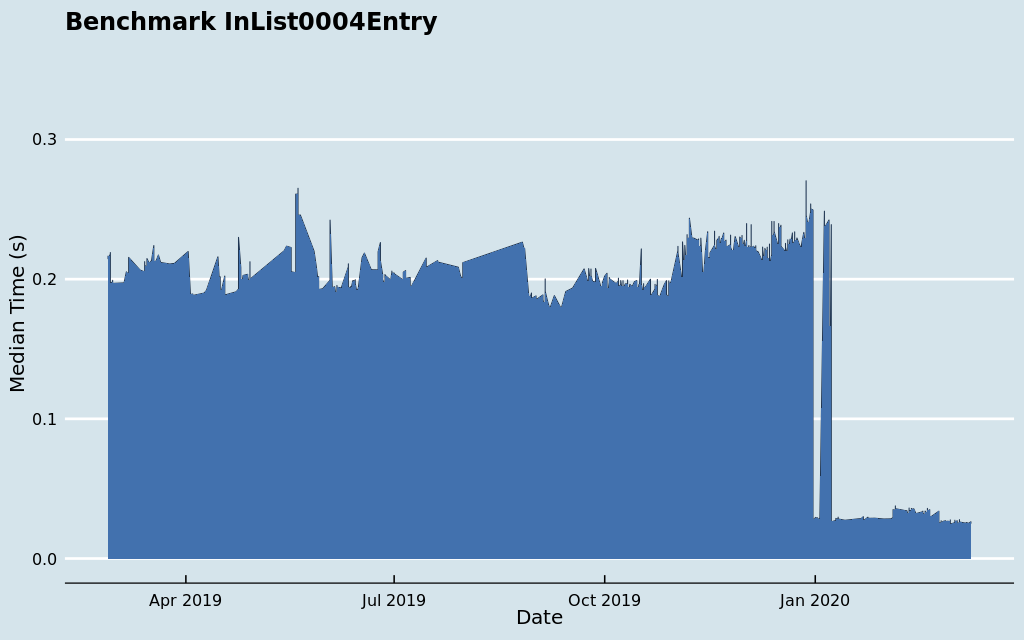 Benchmark InList0004Entry
Median Time (s)
0.3
0.2
0.1
0.0
Apr 2019 Jul 2019 Oct 2019 Jan 2020
Date